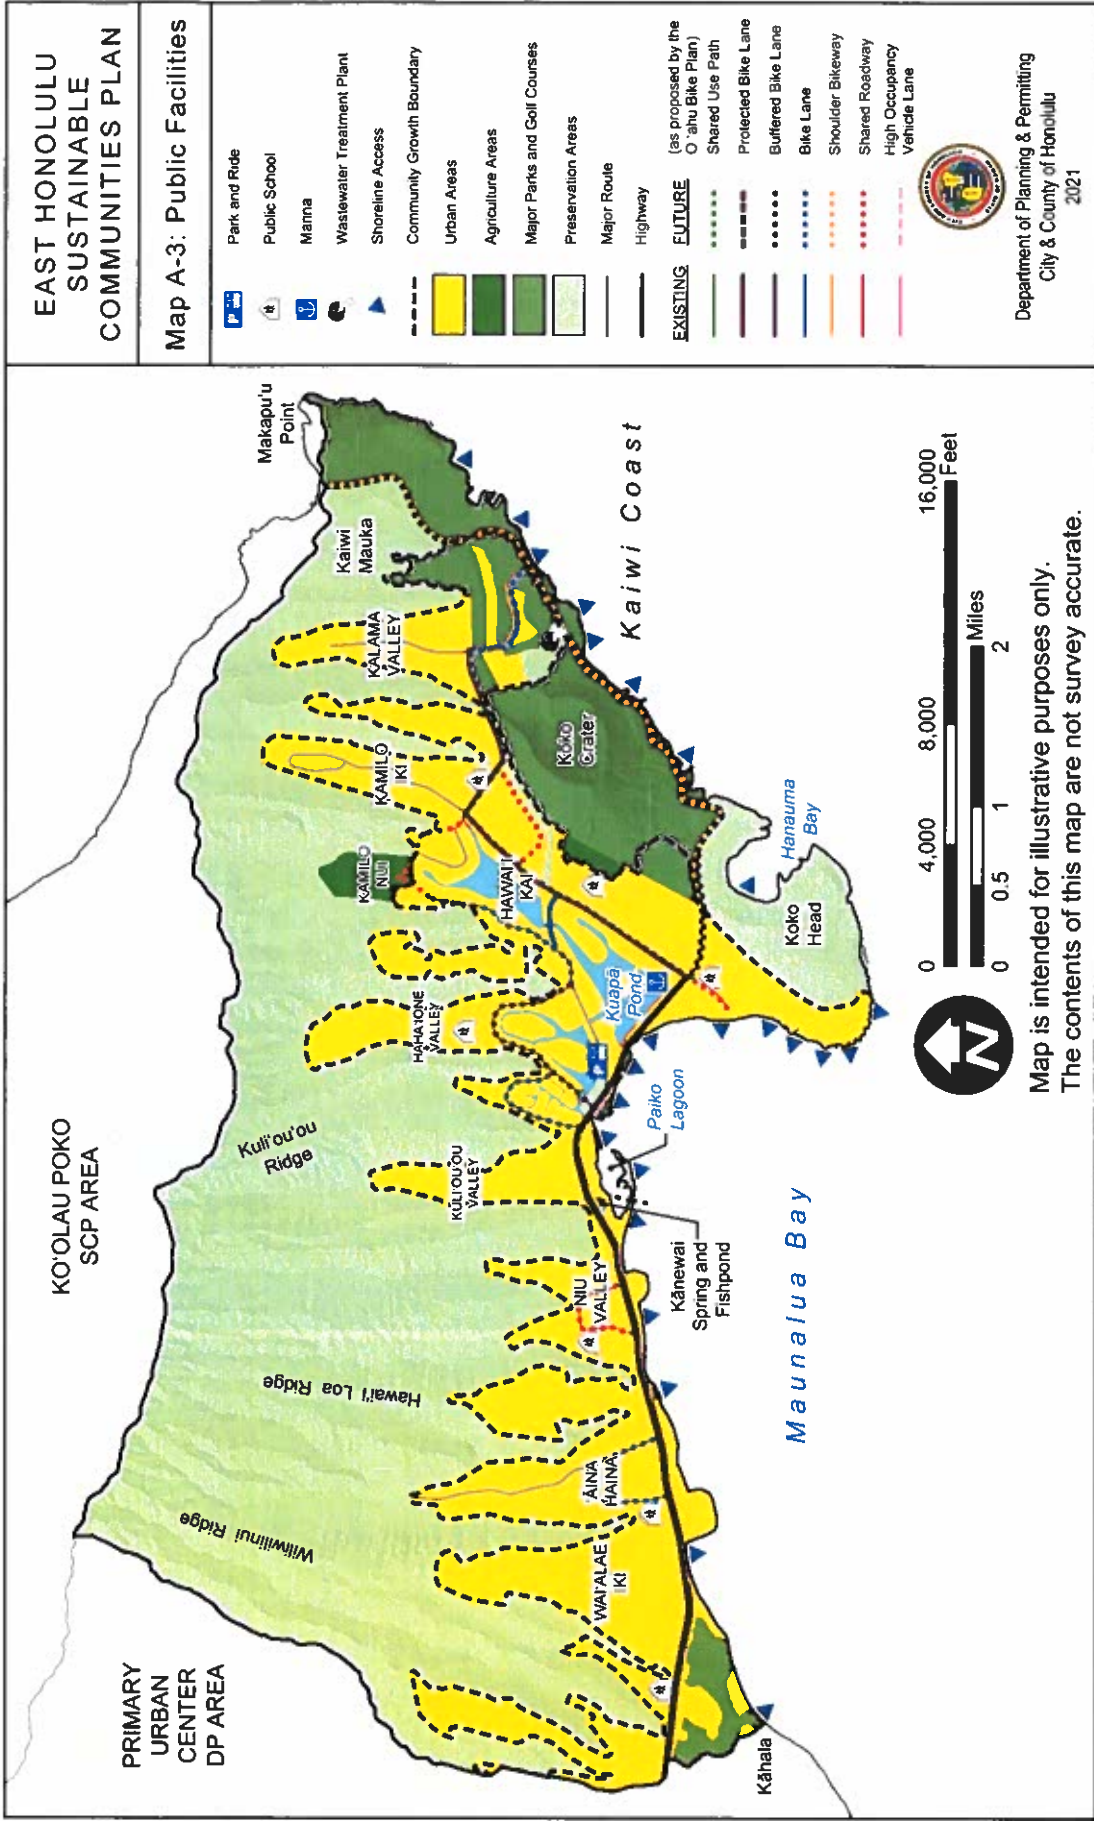 EAST HONOLULU
SUSTAINABLE
COMMUNITIES PLAN
Map A-3: Public Facilities
Park and Ride
Public School
Marina
Wastewater Treatment Plant
Shoreline Access
Community Growth Boundary
Urban Areas
Agriculture Areas
Major Parks and Golf Courses
Preservation Areas
Major Route
Highway
EXISTING
FUTURE
(as proposed by the
O'ahu Bike Plan)
Shared Use Path
Protected Bike Lane
Buffered Bike Lane
Bike Lane
Shoulder Bikeway
Shared Roadway
High Occupancy
Vehicle Lane
Department of Planning & Permitting
City & County of Honolulu
2021
KO'OLAU POKO
SCP AREA
PRIMARY
URBAN
CENTER
DP AREA
Makapu'u
Point
Kaiwi
Mauka
KALAMA
VALLEY
KAMILO
IKI
KAMILO
NUI
HAWAI'I
KAI
HAHA'IONE
VALLEY
Kuli'ou'ou
Ridge
KULI'OU'OU
VALLEY
NIU
VALLEY
Hawai'i Loa Ridge
'ĀINA
HAINA
Wiliwilinui Ridge
WAI'ALAE
IKI
Kāhala
Koko
Crater
Kaiwi Coast
Hanauma
Bay
Koko
Head
Kuapā
Pond
Paiko
Lagoon
Kānewai
Spring and
Fishpond
Maunalua Bay
N
0 4,000 8,000 16,000
Feet
Miles
0 0.5 1 2
Map is intended for illustrative purposes only.
The contents of this map are not survey accurate.